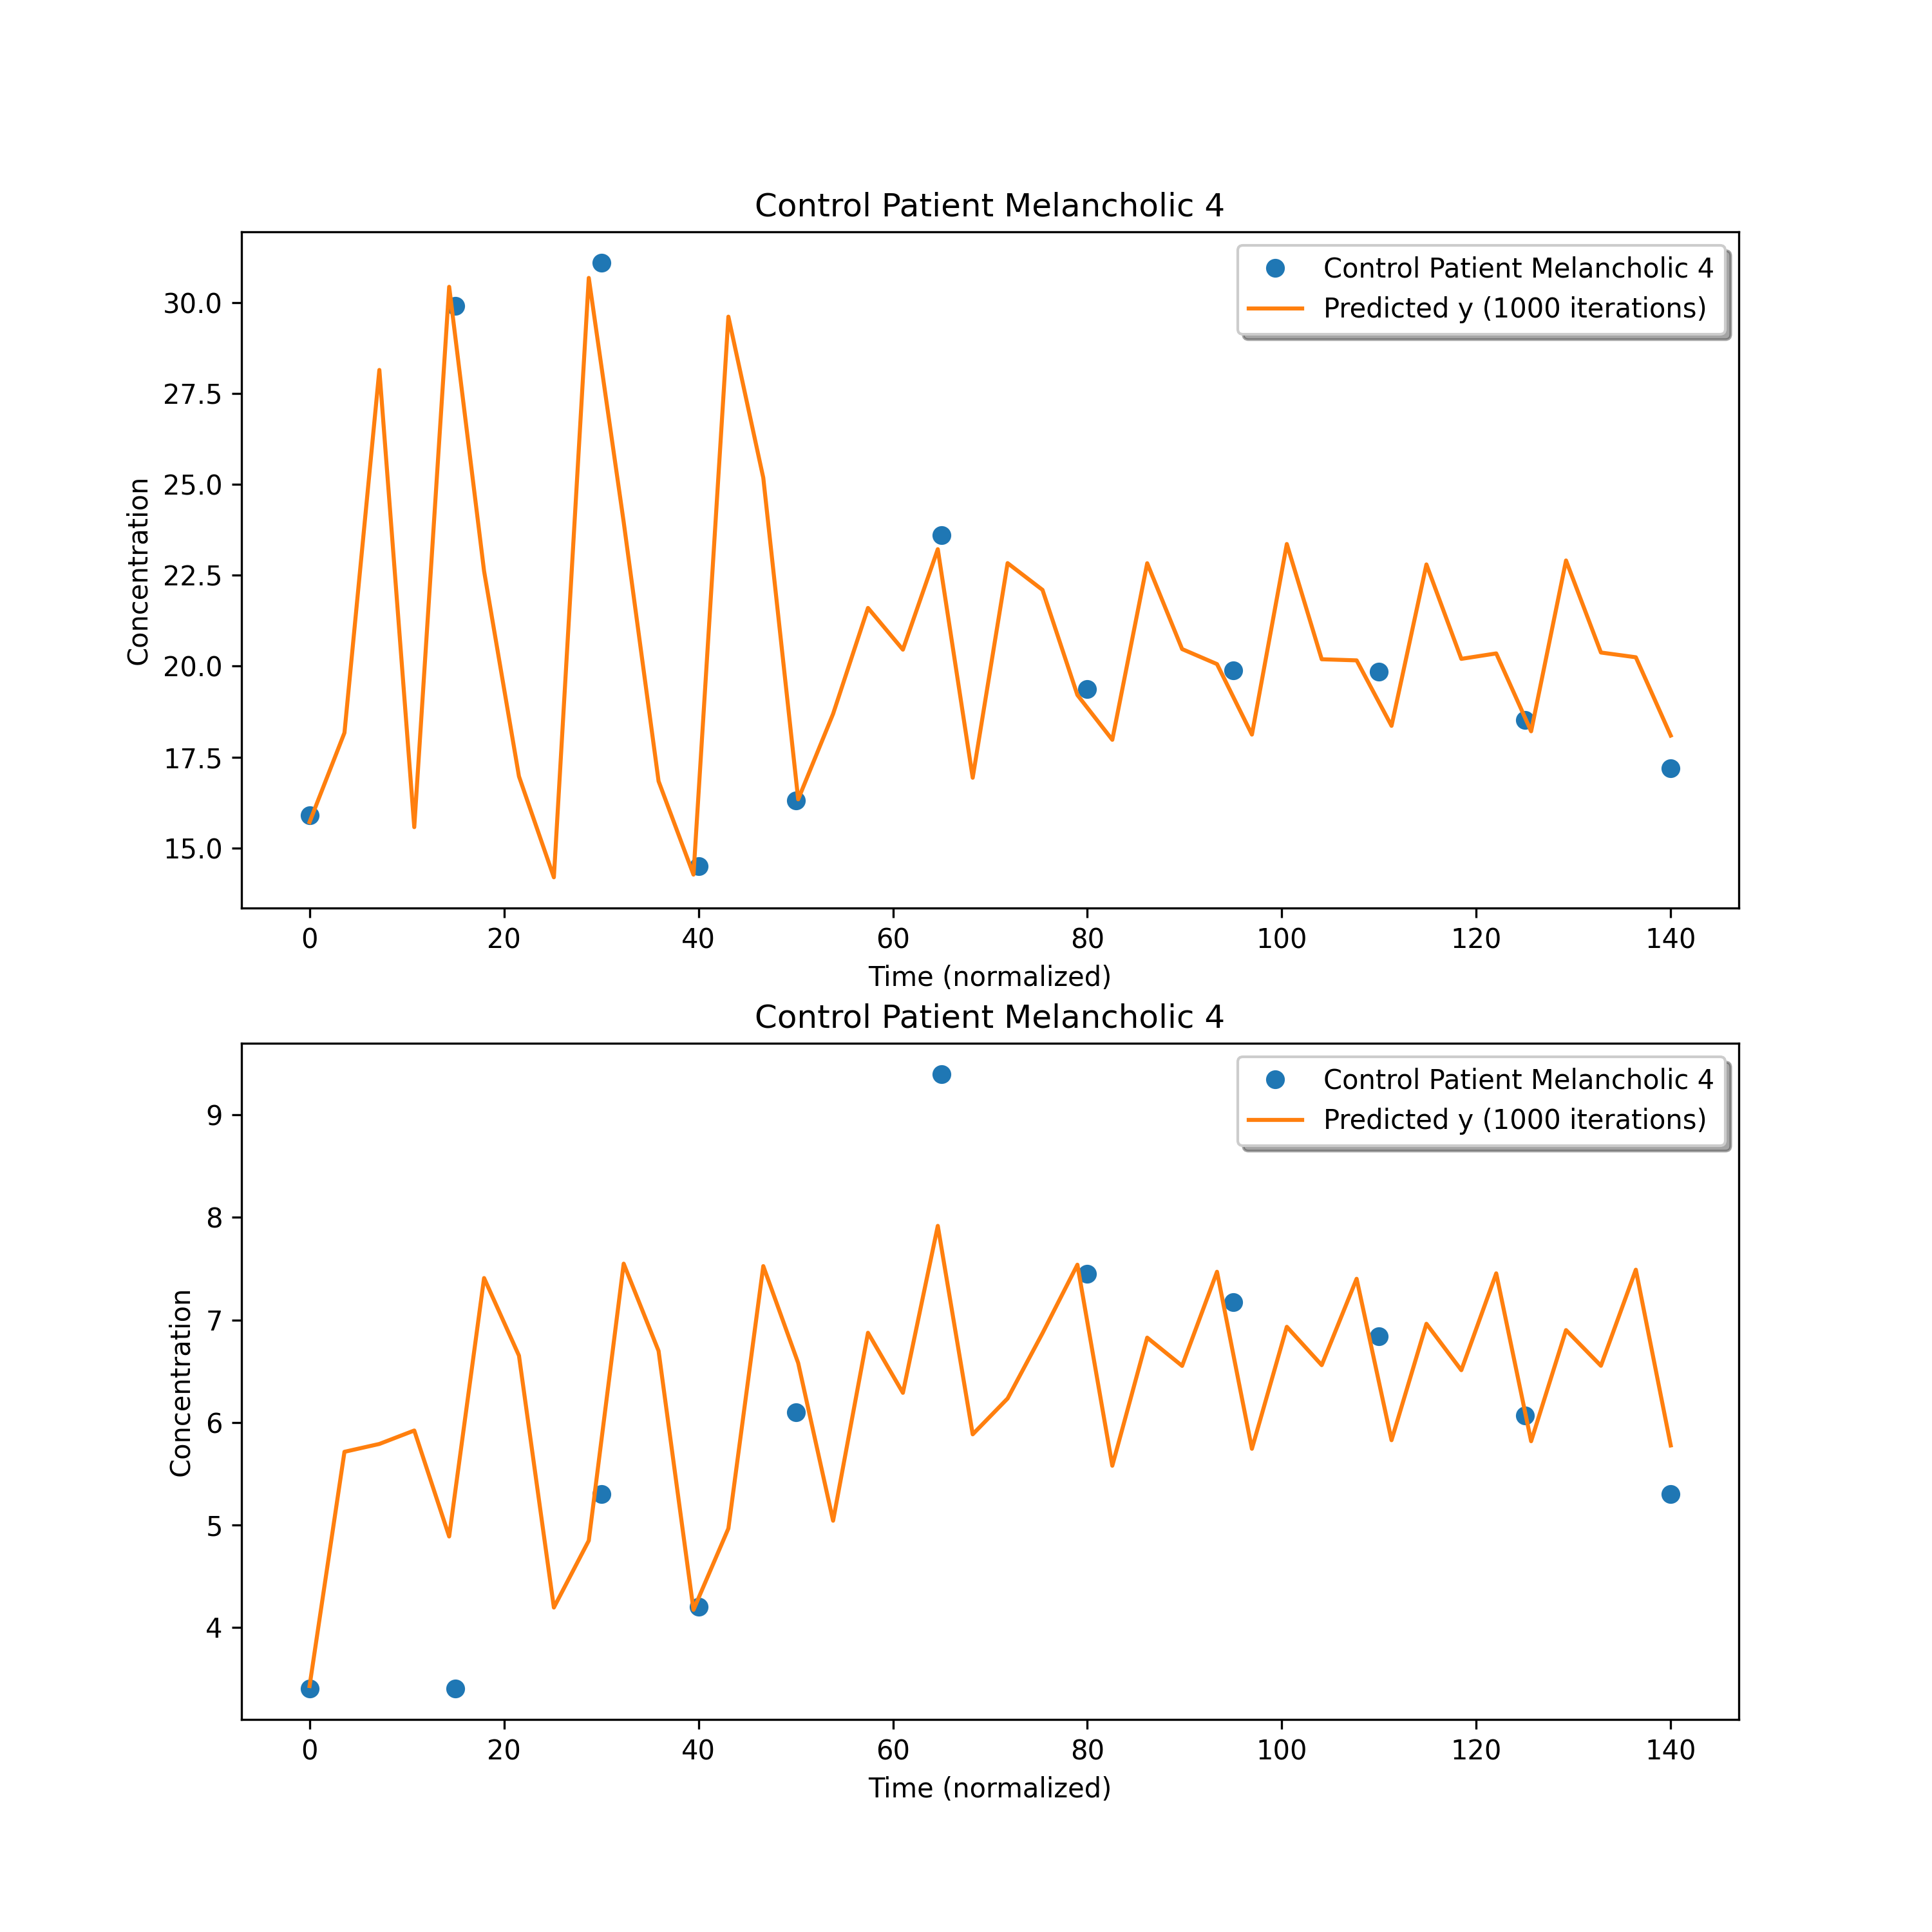 Control Patient Melancholic 4
Control Patient Melancholic 4
Predicted y (1000 iterations)
Concentration
30.0
27.5
25.0
22.5
20.0
17.5
15.0
0 20 40 60 80 100 120 140
Time (normalized)
Control Patient Melancholic 4
Control Patient Melancholic 4
Predicted y (1000 iterations)
Concentration
9
8
7
6
5
4
0 20 40 60 80 100 120 140
Time (normalized)